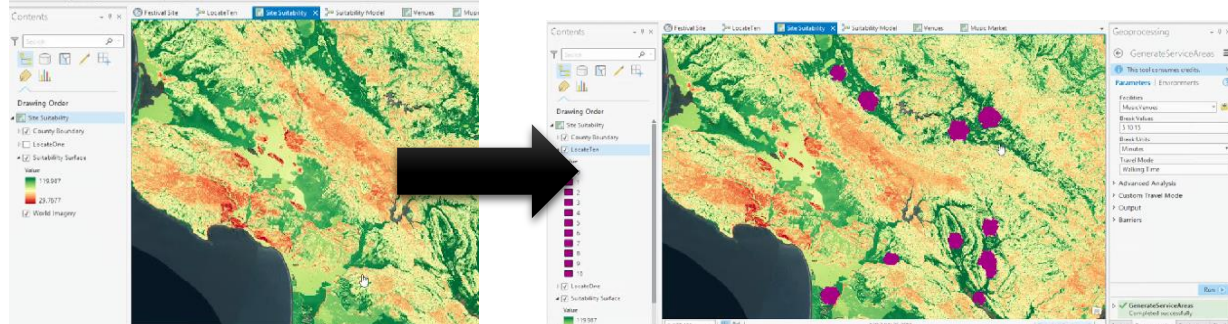 Contents
Festival Site
LocateTen
Site Suitability
Suitability Model
Venues
Drawing Order
Site Suitability
County Boundary
LocateOne
Suitability Surface
Value
119.987
29.7677
World Imagery
Contents
Festival Site
LocateTen
Site Suitability
Suitability Model
Venues
Music Market
Drawing Order
Site Suitability
County Boundary
LocateTen
2
3
4
5
6
7
8
9
10
LocateOne
Suitability Surface
Value
119.987
Geoprocessing
GenerateServiceAreas
This tool consumes credits.
Parameters
Environments
Facilities
MusicVenues
Break Values
5 10 15
Break Units
Minutes
Travel Mode
Walking Time
Advanced Analysis
Custom Travel Mode
Output
Barriers
Run
GenerateServiceAreas
Completed successfully